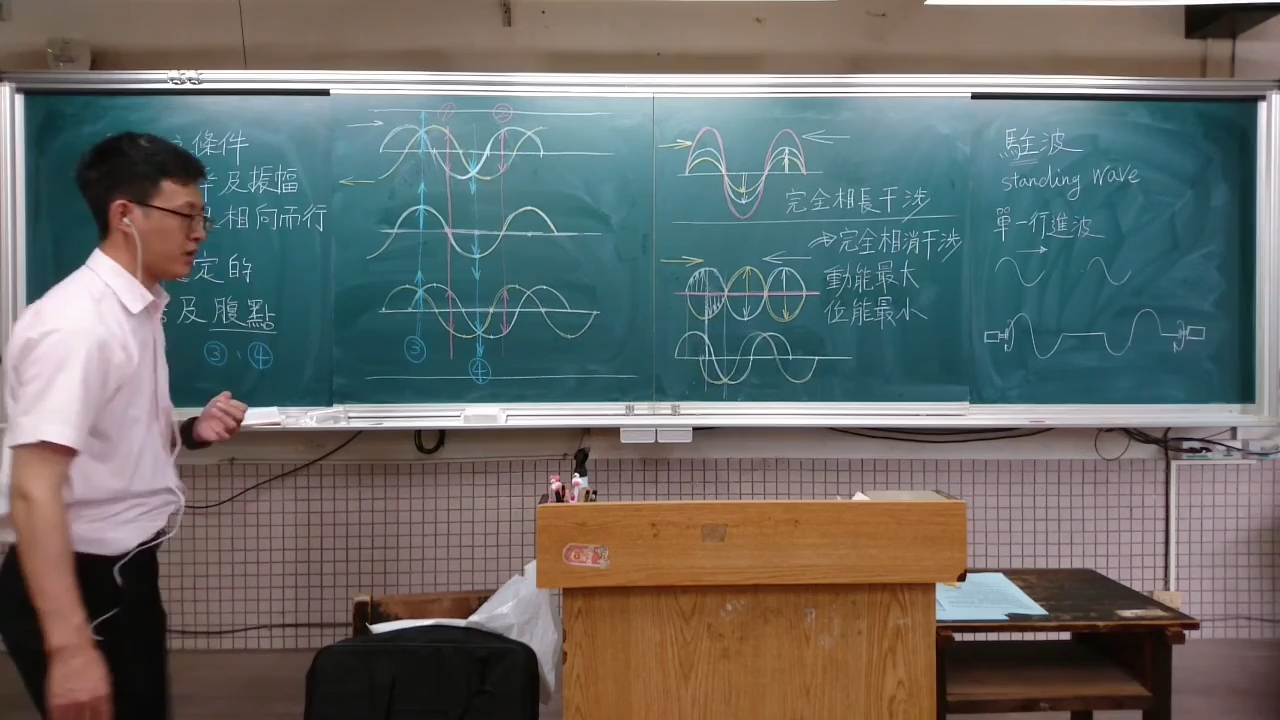 條件
及振幅
相向而行
定的
及腹點
③、④
① ②
③
④
完全相長干涉
⇒完全相消干涉
動能最大
位能最小
駐波
standing wave
單一行進波